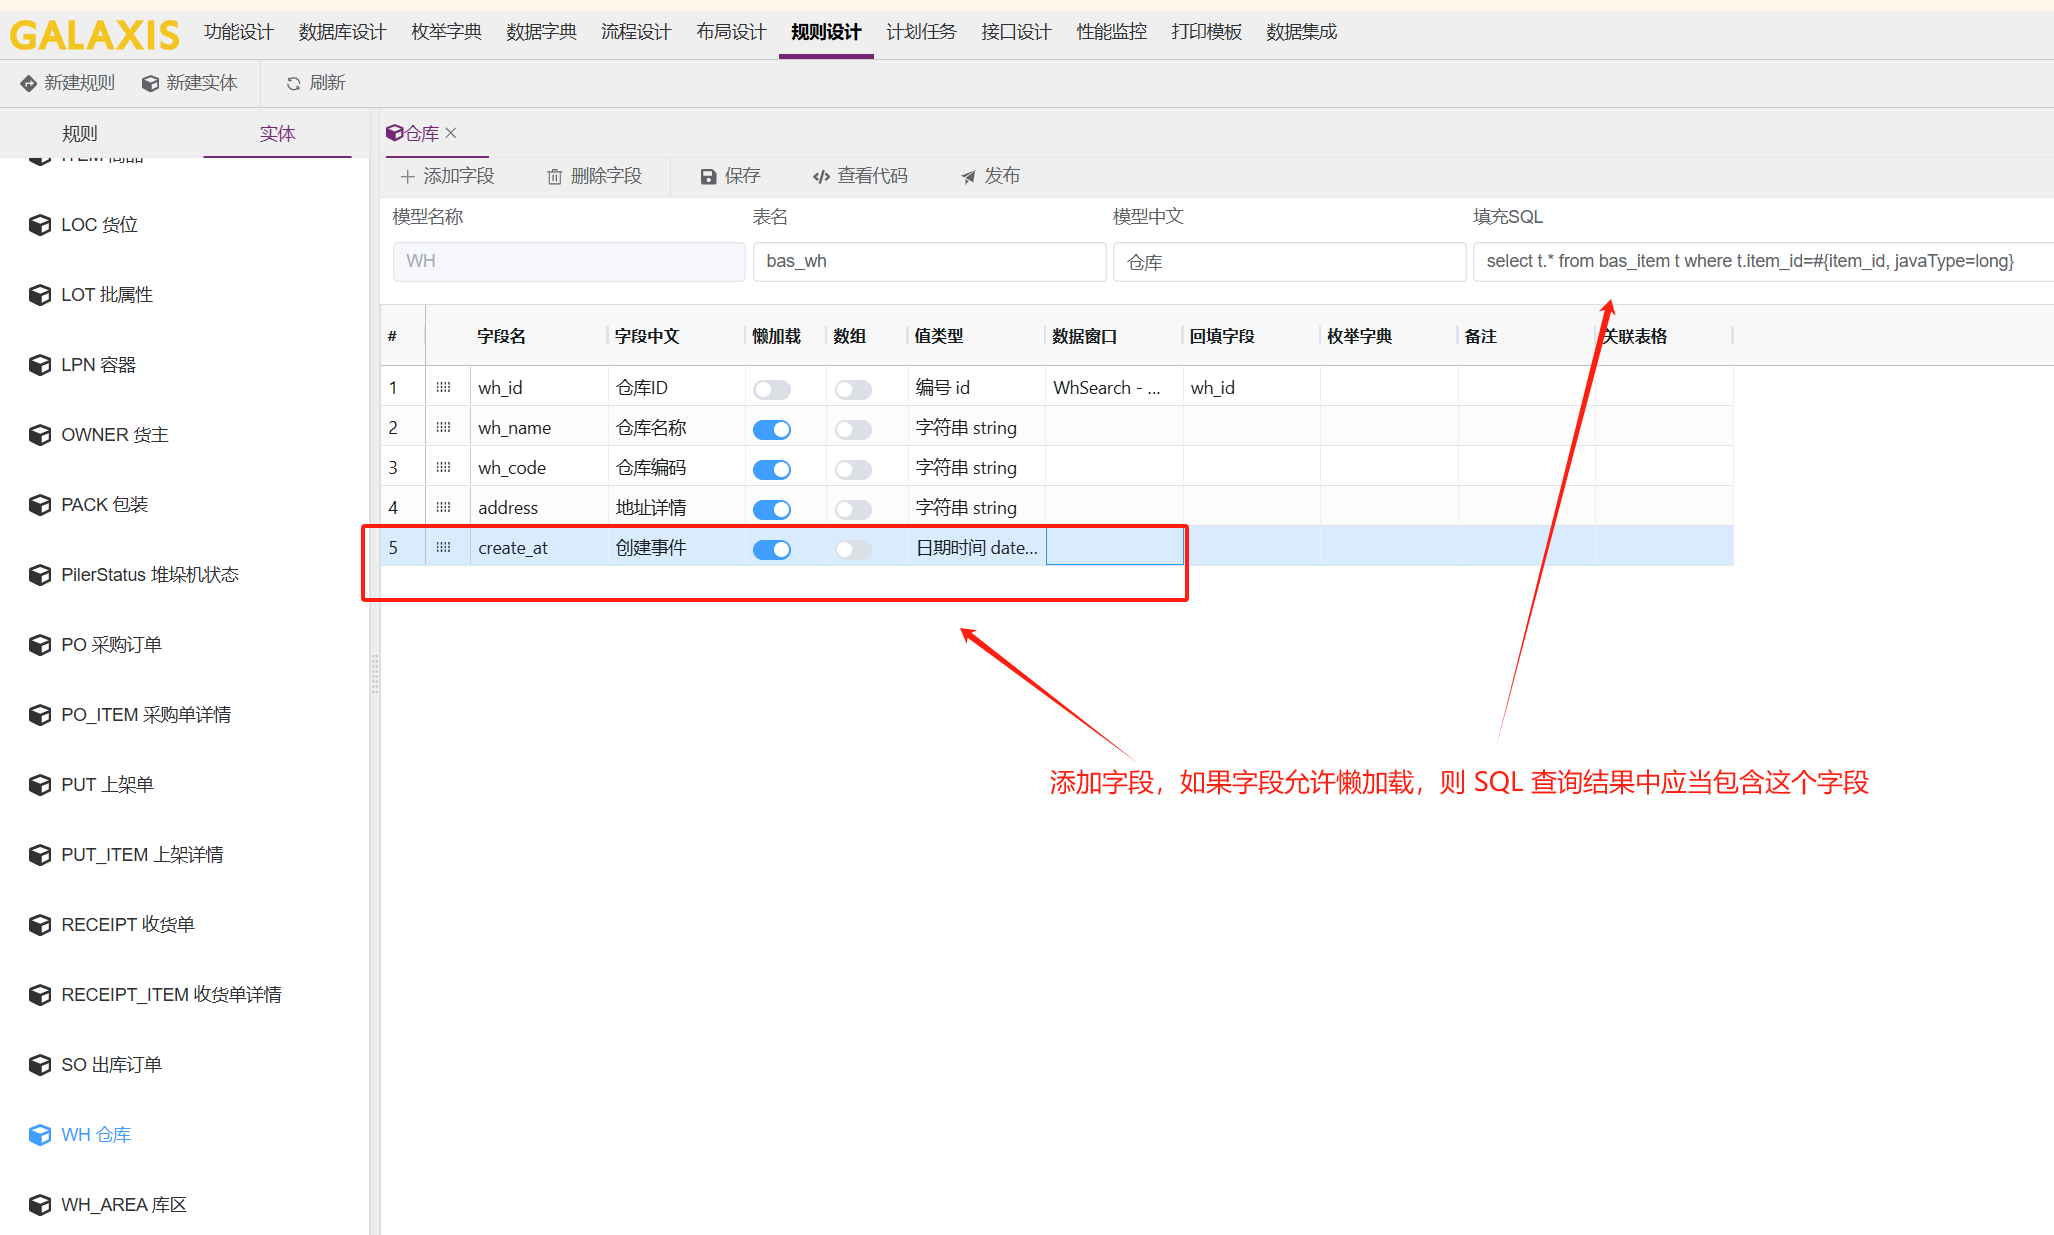 GALAXIS 功能设计 数据库设计 枚举字典 数据字典 流程设计 布局设计 规则设计 计划任务 接口设计 性能监控 打印模板 数据集成
新建规则 新建实体 刷新
规则 实体
ITEM 商品
LOC 货位
LOT 批属性
LPN 容器
OWNER 货主
PACK 包装
PilerStatus 堆垛机状态
PO 采购订单
PO_ITEM 采购单详情
PUT 上架单
PUT_ITEM 上架详情
RECEIPT 收货单
RECEIPT_ITEM 收货单详情
SO 出库订单
WH 仓库
WH_AREA 库区
仓库
添加字段 删除字段 保存 查看代码 发布
模型名称 表名 模型中文 填充SQL
WH bas_wh 仓库 select t.* from bas_item t where t.item_id=#{item_id, javaType=long}
# 字段名 字段中文 懒加载 数组 值类型 数据窗口 回填字段 枚举字典 备注 关联表格
1 wh_id 仓库ID 编号 id WhSearch - ... wh_id
2 wh_name 仓库名称 字符串 string
3 wh_code 仓库编码 字符串 string
4 address 地址详情 字符串 string
5 create_at 创建事件 日期时间 date...
添加字段，如果字段允许懒加载，则 SQL 查询结果中应当包含这个字段